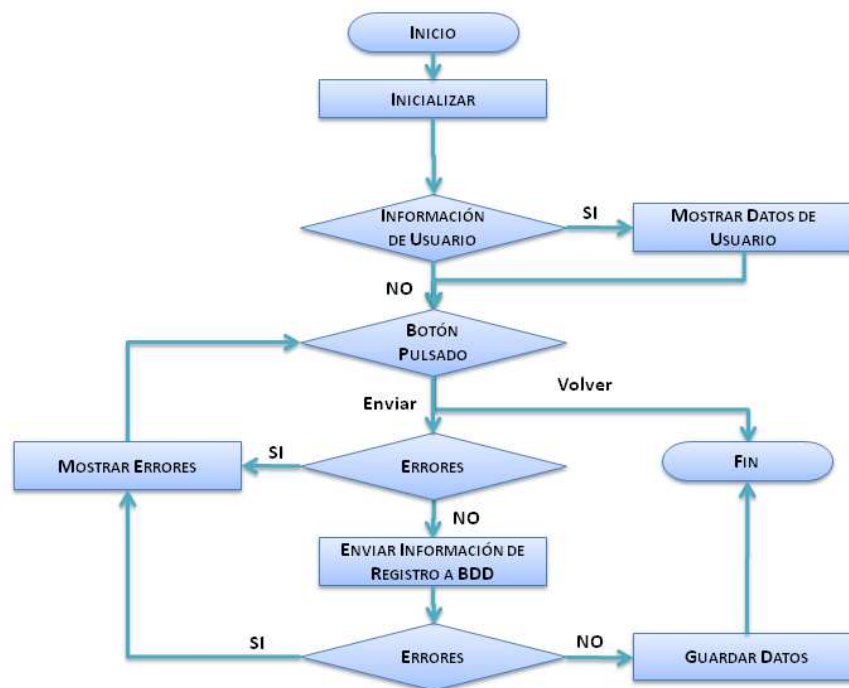 INICIO
INICIALIZAR
INFORMACIÓN
DE USUARIO
SI
MOSTRAR DATOS DE
USUARIO
NO
BOTÓN
PULSADO
Enviar
Volver
MOSTRAR ERRORES
SI
ERRORES
FIN
NO
ENVIAR INFORMACIÓN DE
REGISTRO A BDD
SI
ERRORES
NO
GUARDAR DATOS